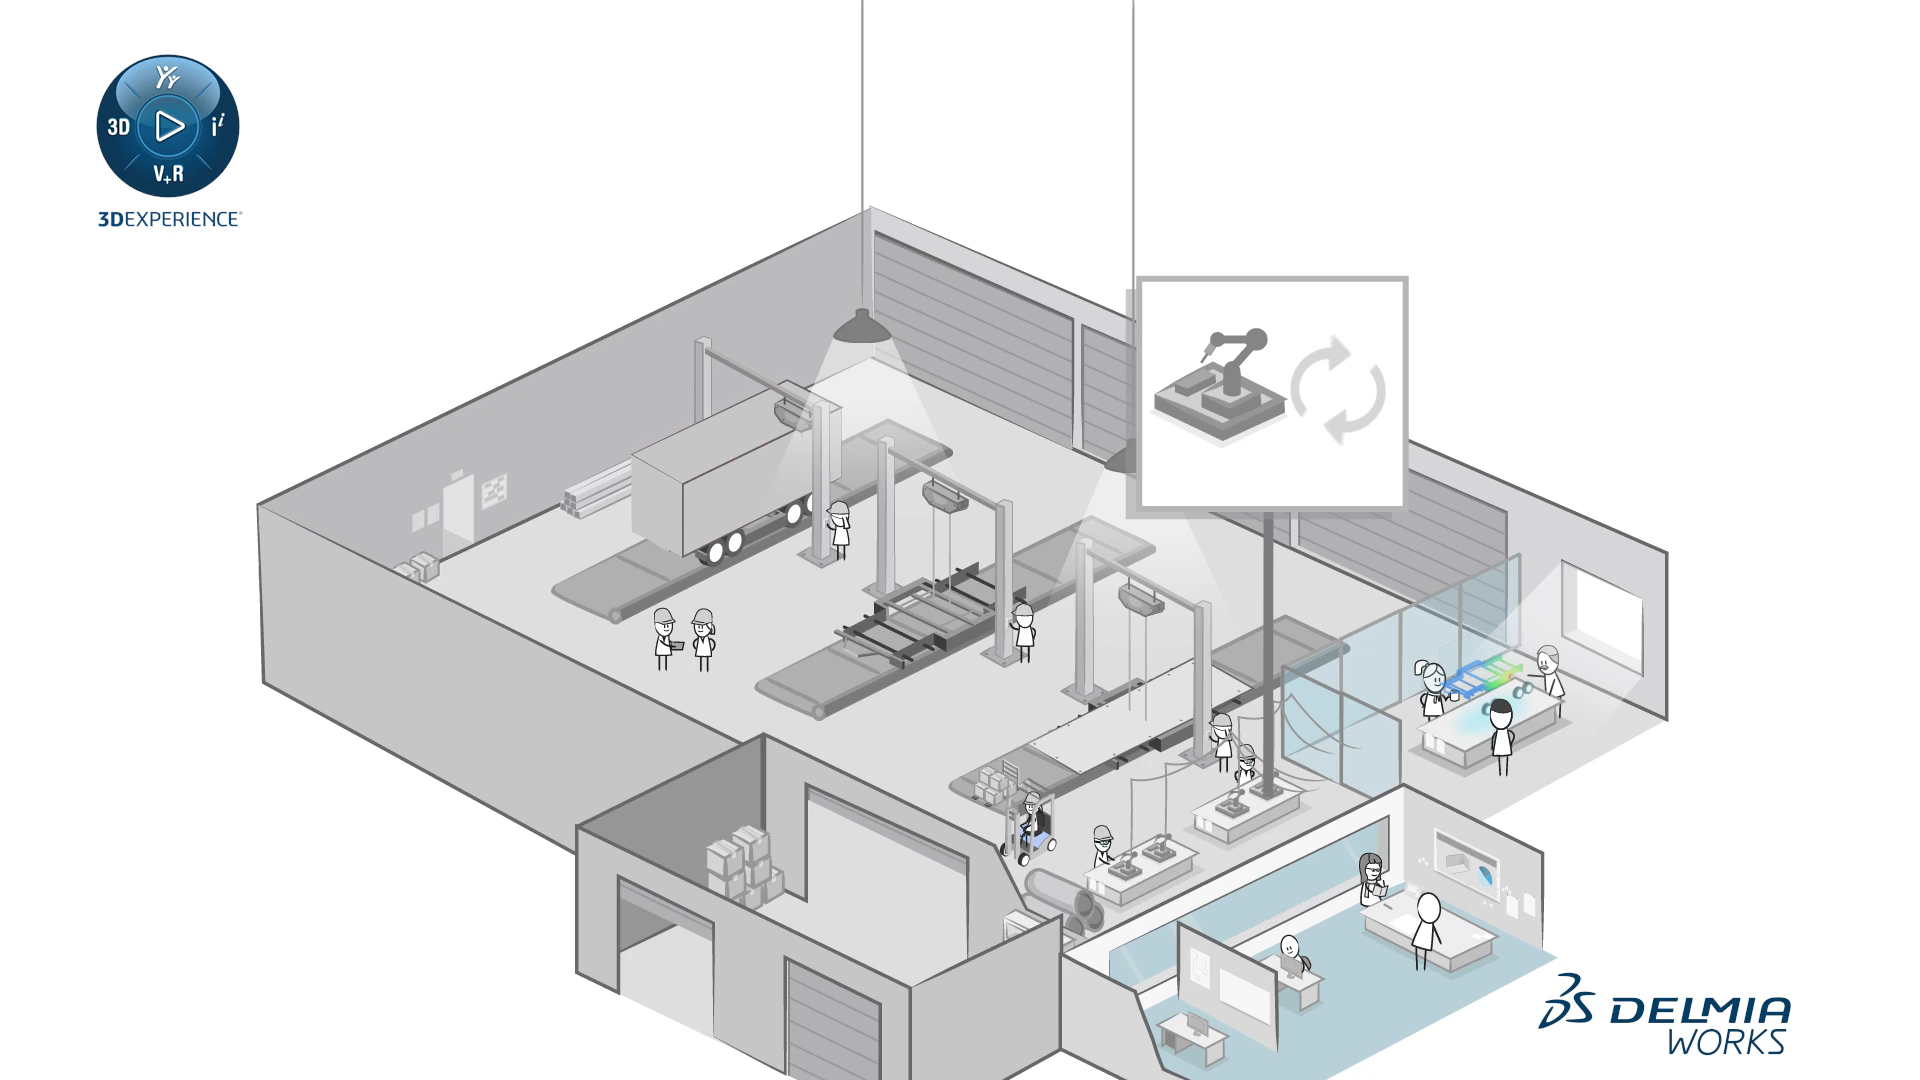 3D
i i
V+R
3DEXPERIENCE®
DELMIA
WORKS